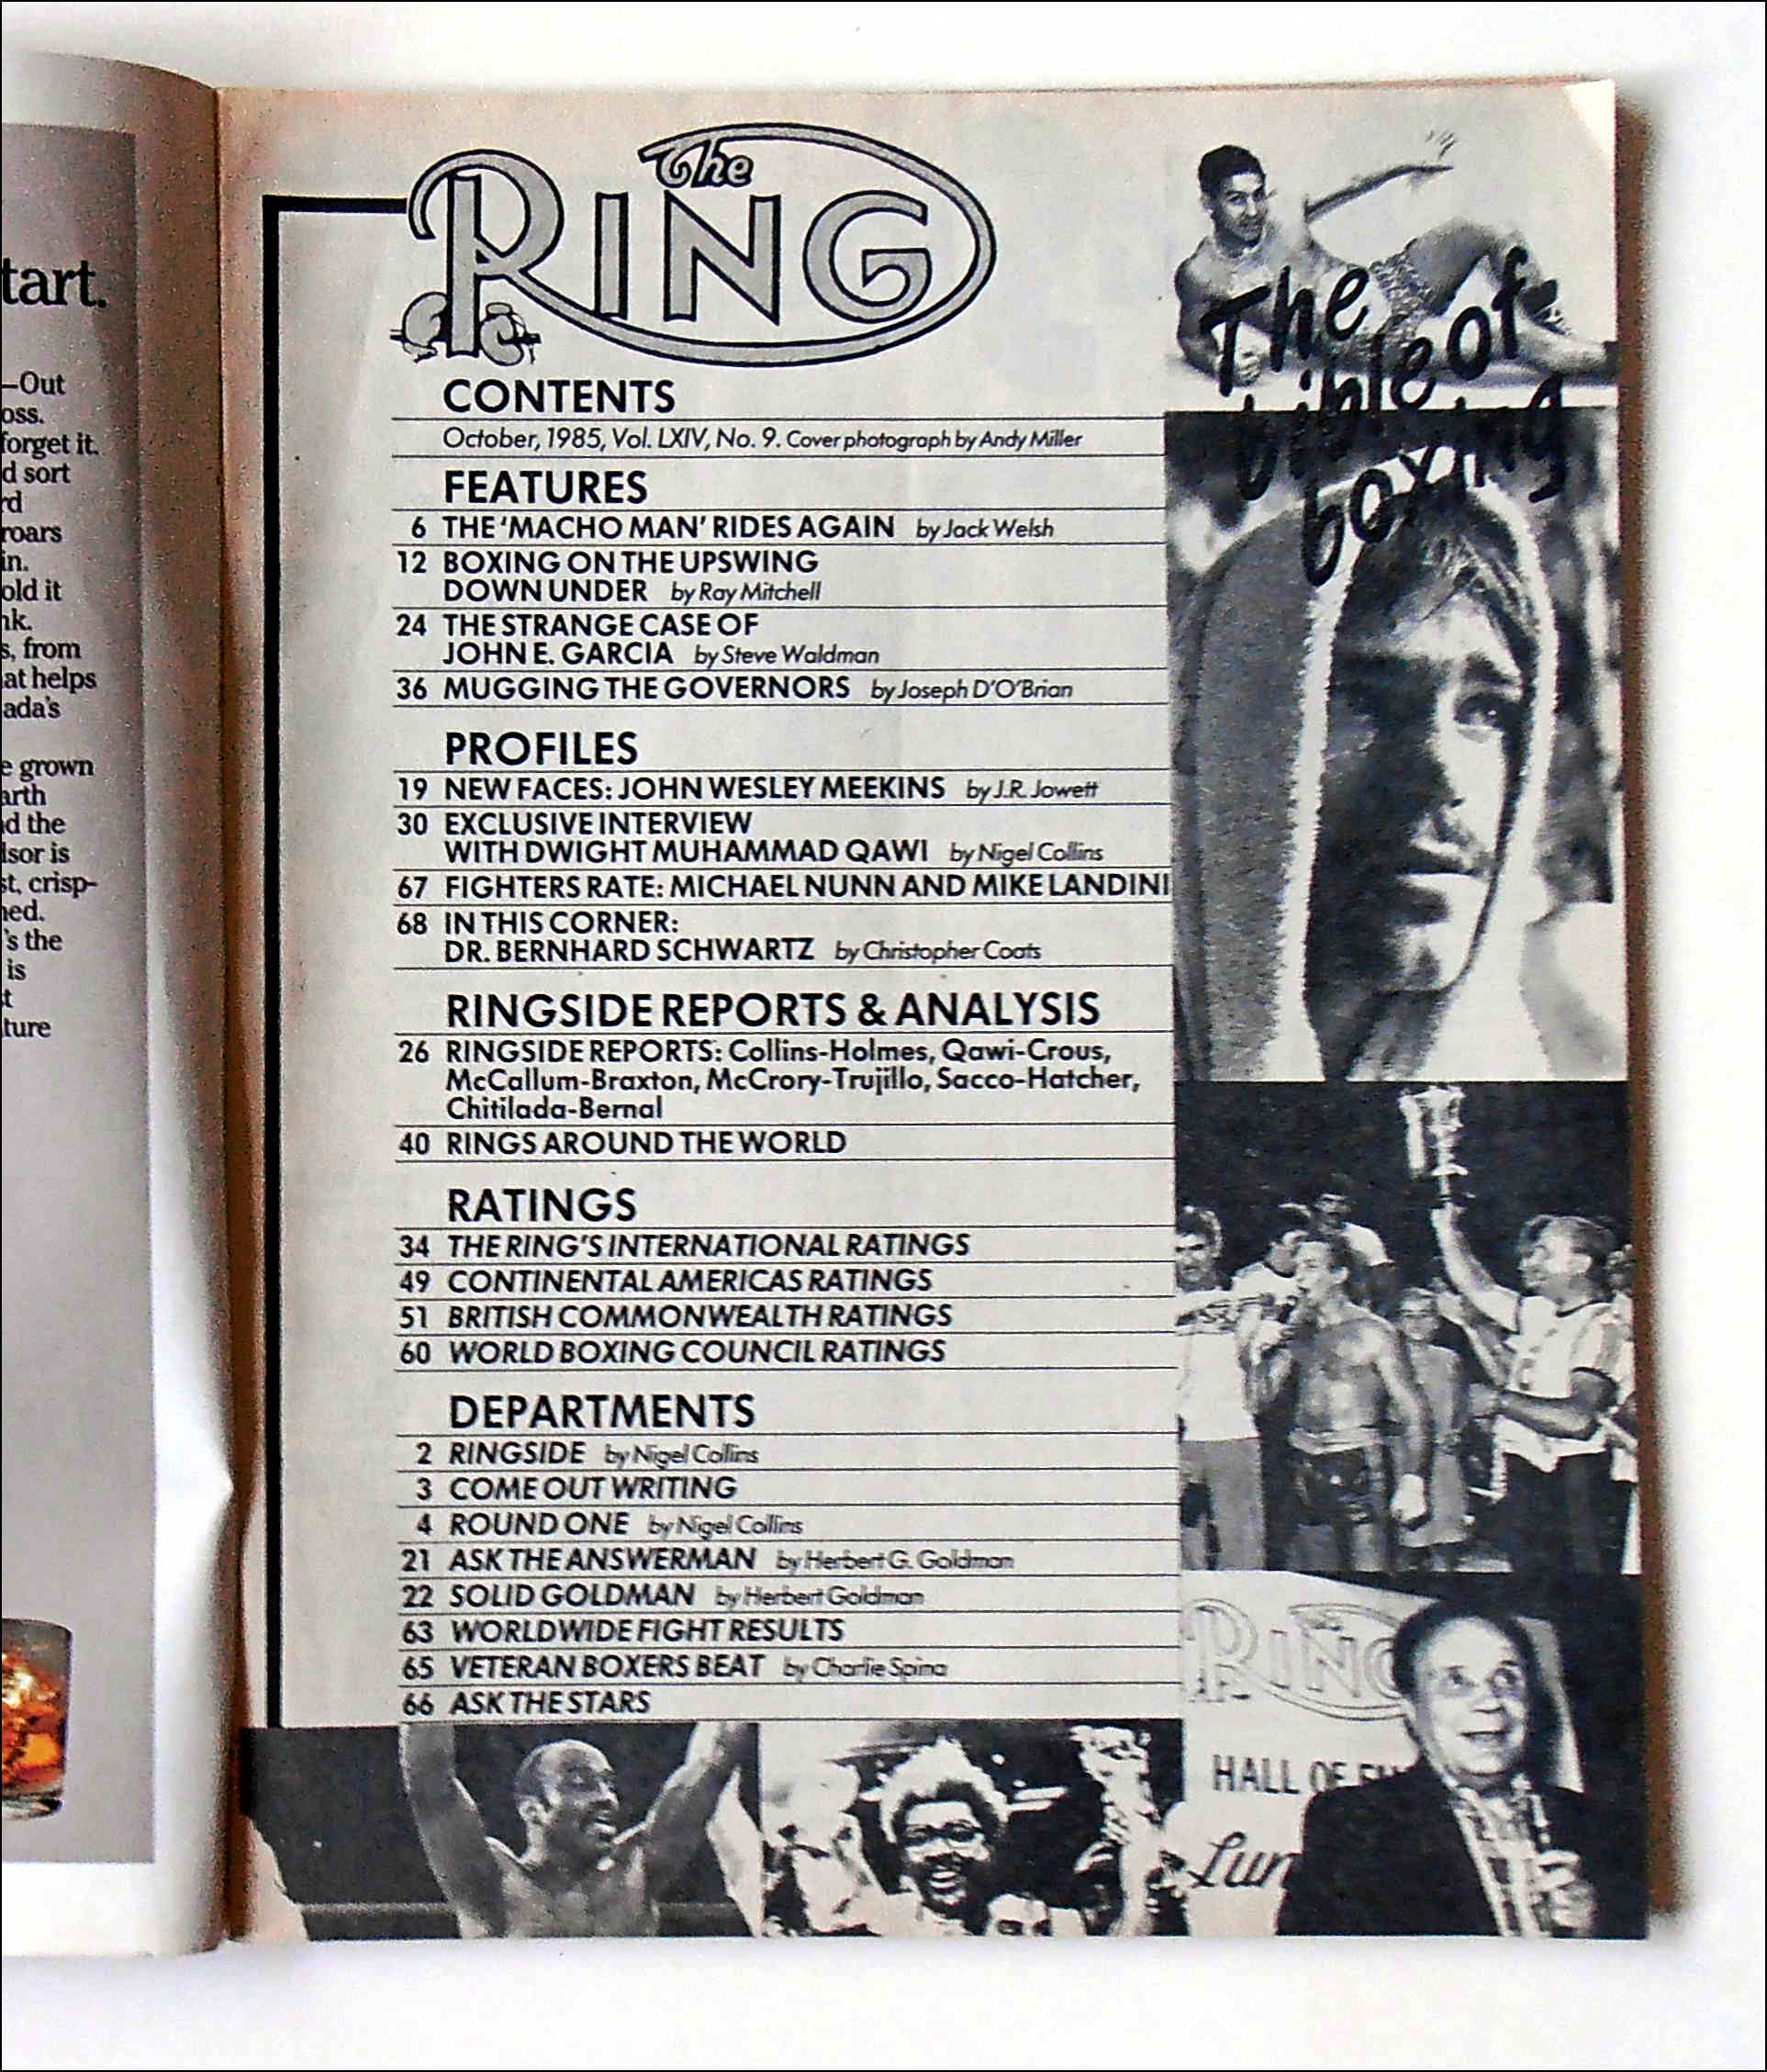 tart.
–Out
oss.
forget it.
d sort
rd
roars
in.
old it
nk.
s, from
at helps
ada's
e grown
arth
d the
lsor is
st, crisp-
ned.
's the
is
st
ture
The
RING
CONTENTS
October, 1985, Vol. LXIV, No. 9. Cover photograph by Andy Miller
FEATURES
6 THE 'MACHO MAN' RIDES AGAIN by Jack Welsh
12 BOXING ON THE UPSWING
DOWN UNDER by Ray Mitchell
24 THE STRANGE CASE OF
JOHN E. GARCIA by Steve Waldman
36 MUGGING THE GOVERNORS by Joseph D'O'Brian
PROFILES
19 NEW FACES: JOHN WESLEY MEEKINS by J.R. Jowett
30 EXCLUSIVE INTERVIEW
WITH DWIGHT MUHAMMAD QAWI by Nigel Collins
67 FIGHTERS RATE: MICHAEL NUNN AND MIKE LANDINI
68 IN THIS CORNER:
DR. BERNHARD SCHWARTZ by Christopher Coats
RINGSIDE REPORTS & ANALYSIS
26 RINGSIDE REPORTS: Collins-Holmes, Qawi-Crous,
McCallum-Braxton, McCrory-Trujillo, Sacco-Hatcher,
Chitilada-Bernal
40 RINGS AROUND THE WORLD
RATINGS
34 THE RING'S INTERNATIONAL RATINGS
49 CONTINENTAL AMERICAS RATINGS
51 BRITISH COMMONWEALTH RATINGS
60 WORLD BOXING COUNCIL RATINGS
DEPARTMENTS
2 RINGSIDE by Nigel Collins
3 COME OUT WRITING
4 ROUND ONE by Nigel Collins
21 ASK THE ANSWERMAN by Herbert G. Goldman
22 SOLID GOLDMAN by Herbert Goldman
63 WORLDWIDE FIGHT RESULTS
65 VETERAN BOXERS BEAT by Charlie Spina
66 ASK THE STARS
The
bible of
boxing
RING
HALL OF
Lun